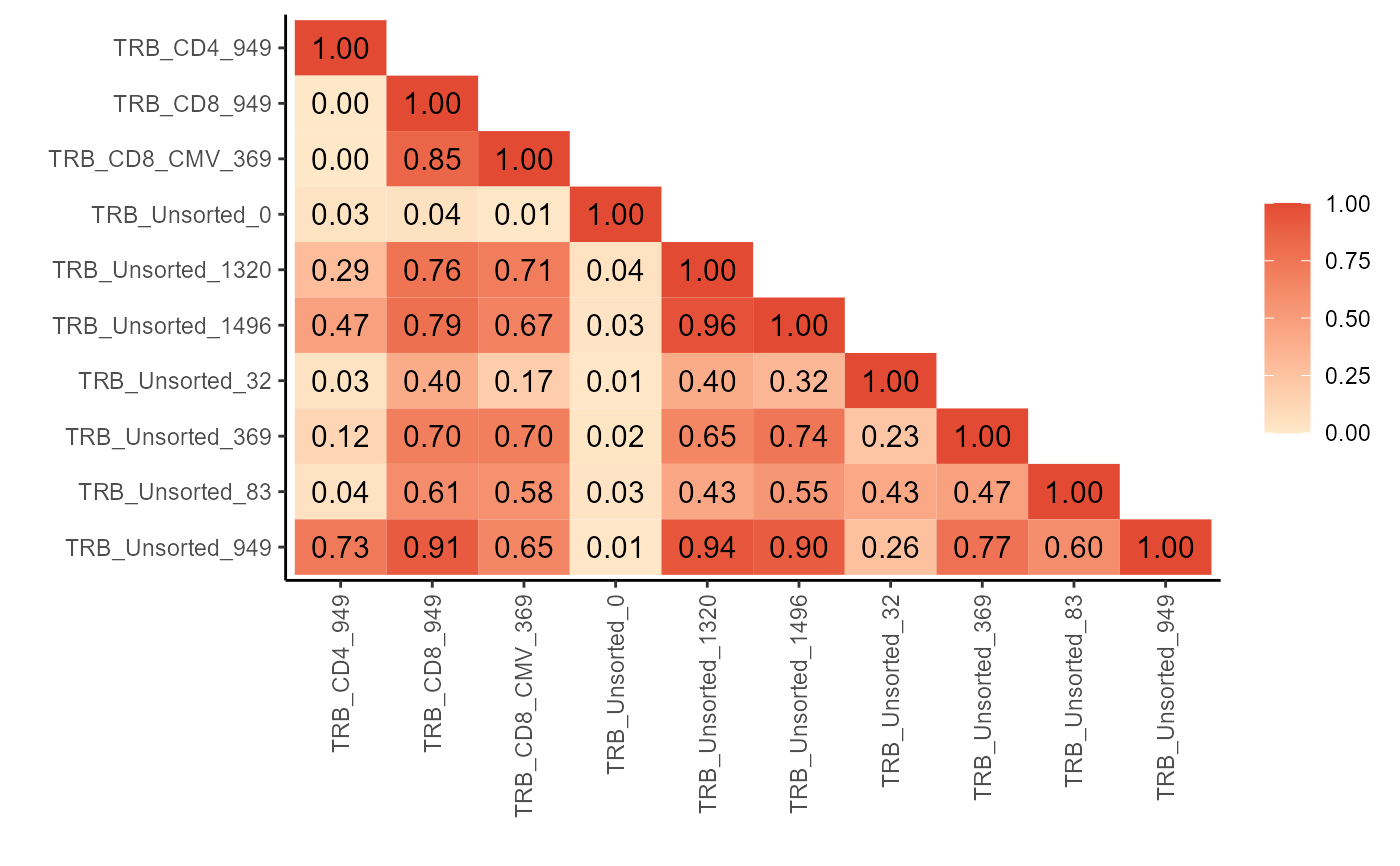 TRB_CD4_949 1.00
TRB_CD8_949 0.00 1.00
TRB_CD8_CMV_369 0.00 0.85 1.00
TRB_Unsorted_0 0.03 0.04 0.01 1.00
TRB_Unsorted_1320 0.29 0.76 0.71 0.04 1.00
TRB_Unsorted_1496 0.47 0.79 0.67 0.03 0.96 1.00
TRB_Unsorted_32 0.03 0.40 0.17 0.01 0.40 0.32 1.00
TRB_Unsorted_369 0.12 0.70 0.70 0.02 0.65 0.74 0.23 1.00
TRB_Unsorted_83 0.04 0.61 0.58 0.03 0.43 0.55 0.43 0.47 1.00
TRB_Unsorted_949 0.73 0.91 0.65 0.01 0.94 0.90 0.26 0.77 0.60 1.00
TRB_CD4_949
TRB_CD8_949
TRB_CD8_CMV_369
TRB_Unsorted_0
TRB_Unsorted_1320
TRB_Unsorted_1496
TRB_Unsorted_32
TRB_Unsorted_369
TRB_Unsorted_83
TRB_Unsorted_949
1.00
0.75
0.50
0.25
0.00